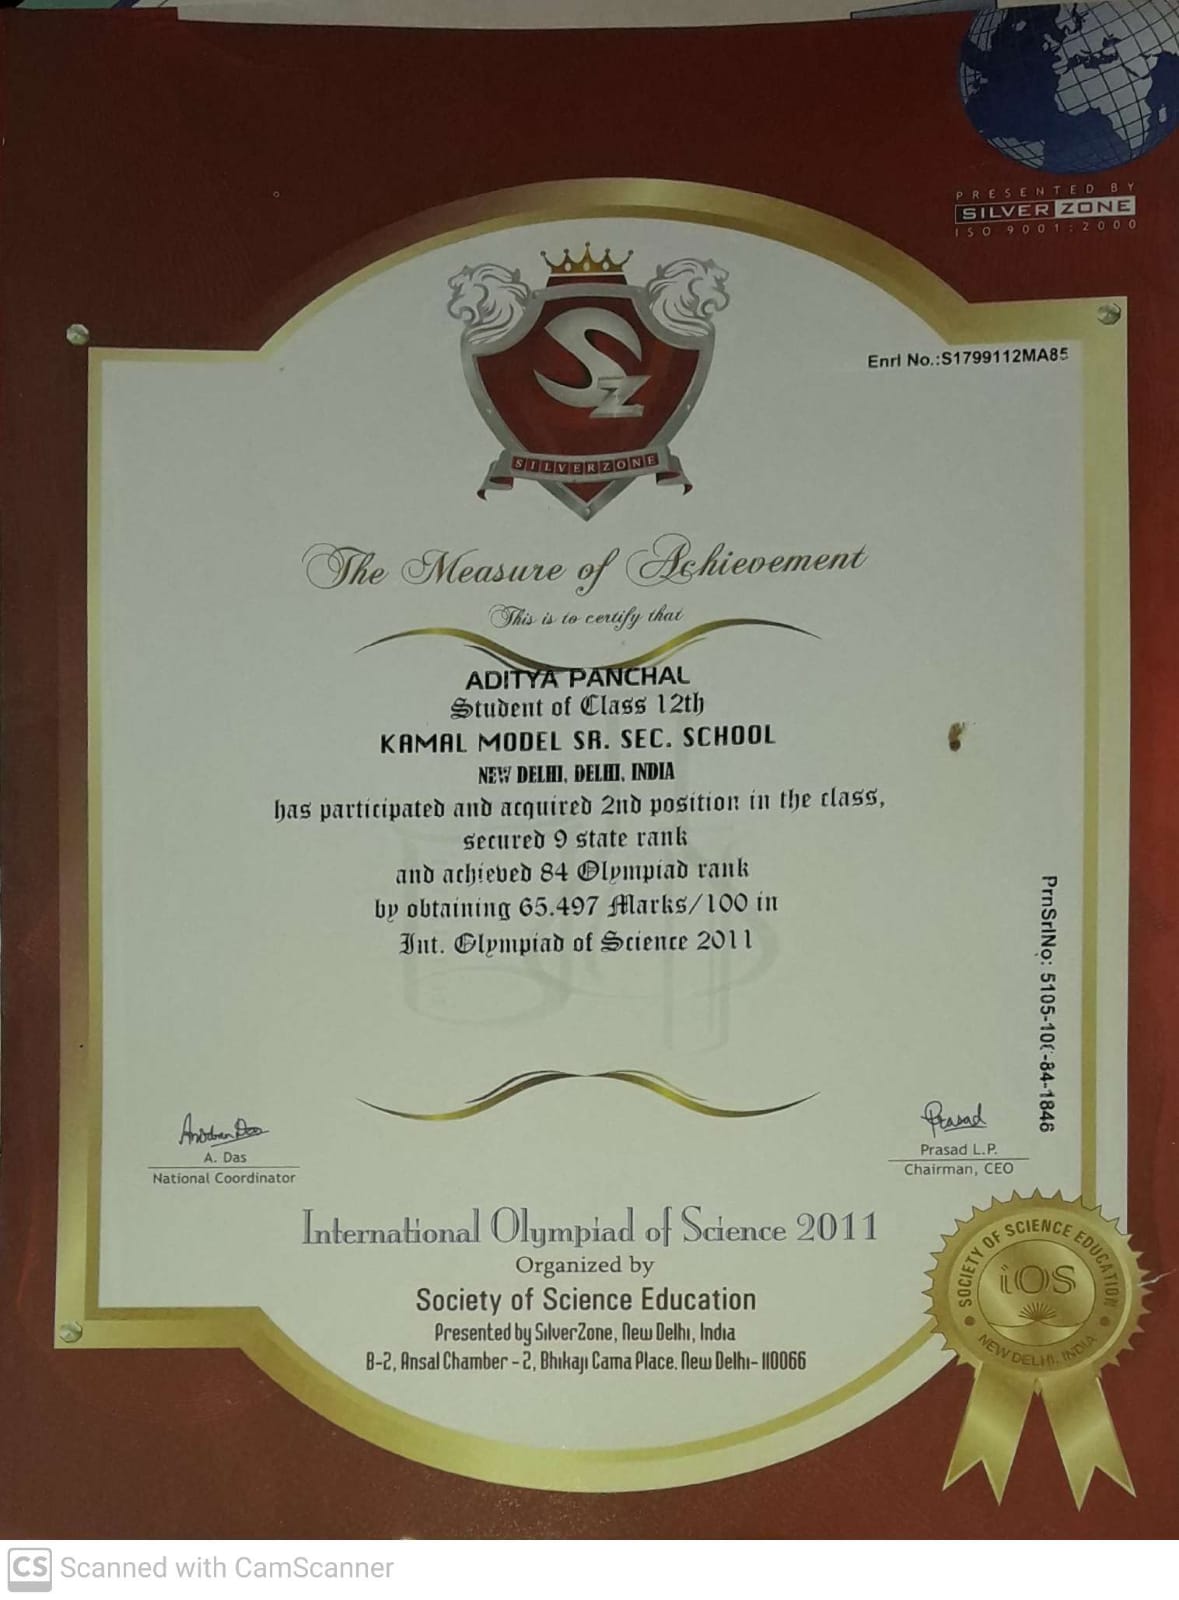 PRESENTED BY
SILVER ZONE
ISO 9001:2000
Enrl No.:S1799112MA85
SZ
SILVERZONE
The Measure of Achievement
This is to certify that
ADITYA PANCHAL
Student of Class 12th
KAMAL MODEL SR. SEC. SCHOOL
NEW DELHI, DELHI, INDIA
has participated and acquired 2nd position in the class,
secured 9 state rank
and achieved 84 Olympiad rank
by obtaining 65.497 Marks/100 in
Int. Olympiad of Science 2011
PrnSrlNo:
Prasad
A. Das
National Coordinator
Prasad L.P.
Chairman, CEO
International Olympiad of Science 2011
Organized by
Society of Science Education
Presented by SilverZone, New Delhi, India
B-2, Ansal Chamber - 2, Bhikaji Cama Place. New Delhi- 110066
SOCIETY OF SCIENCE EDUCATION
iOS
NEW DELHI, INDIA
CS Scanned with CamScanner